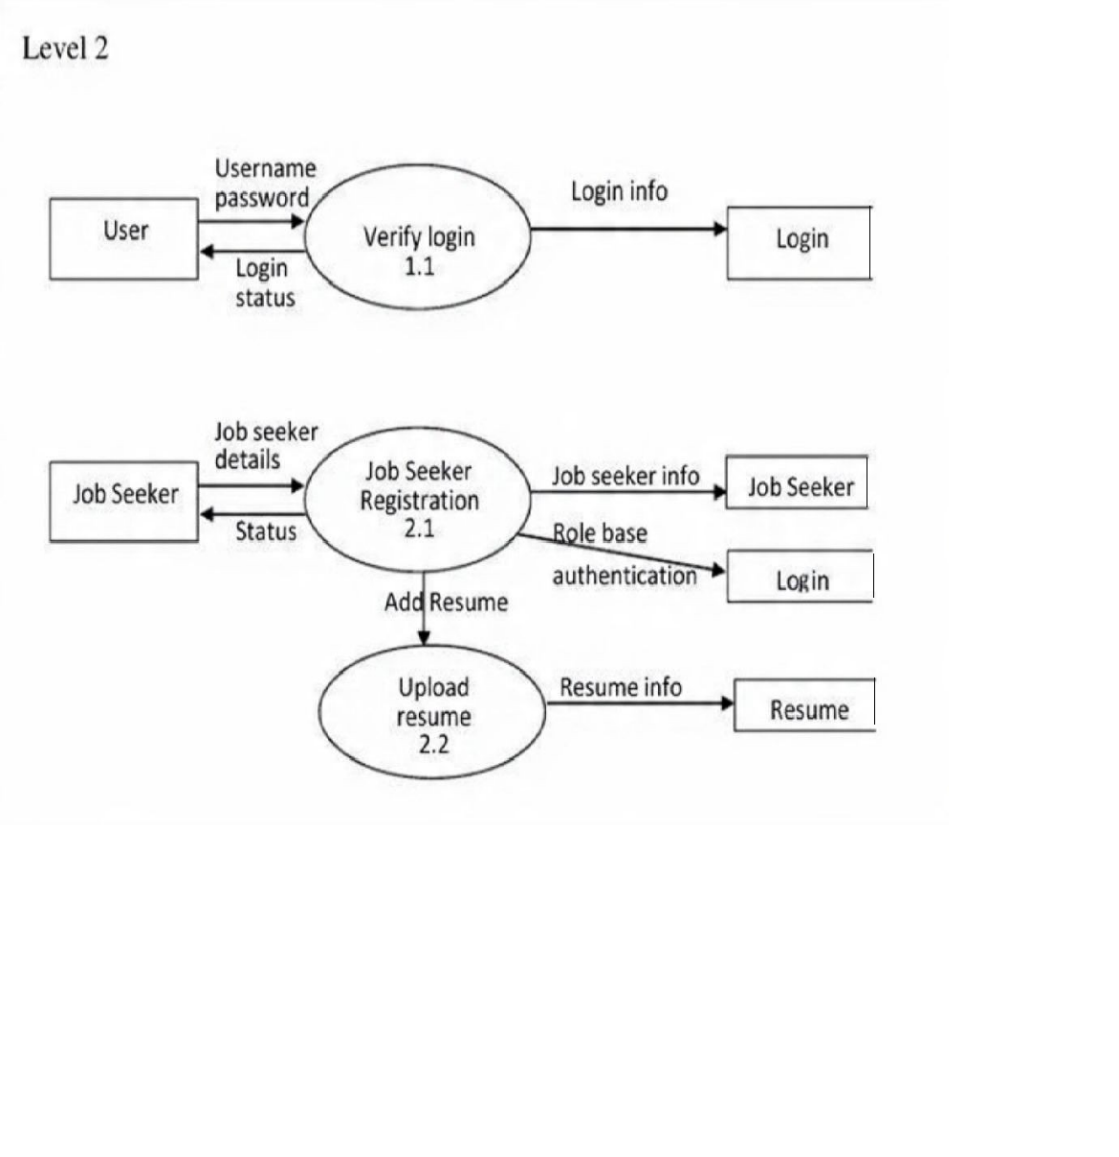 Level 2
Username
password
User
Verify login
1.1
Login
status
Login info
Login
Job seeker
details
Job Seeker
Status
Job Seeker
Registration
2.1
Job seeker info
Job Seeker
Role base
authentication
Login
Add Resume
Upload
resume
2.2
Resume info
Resume